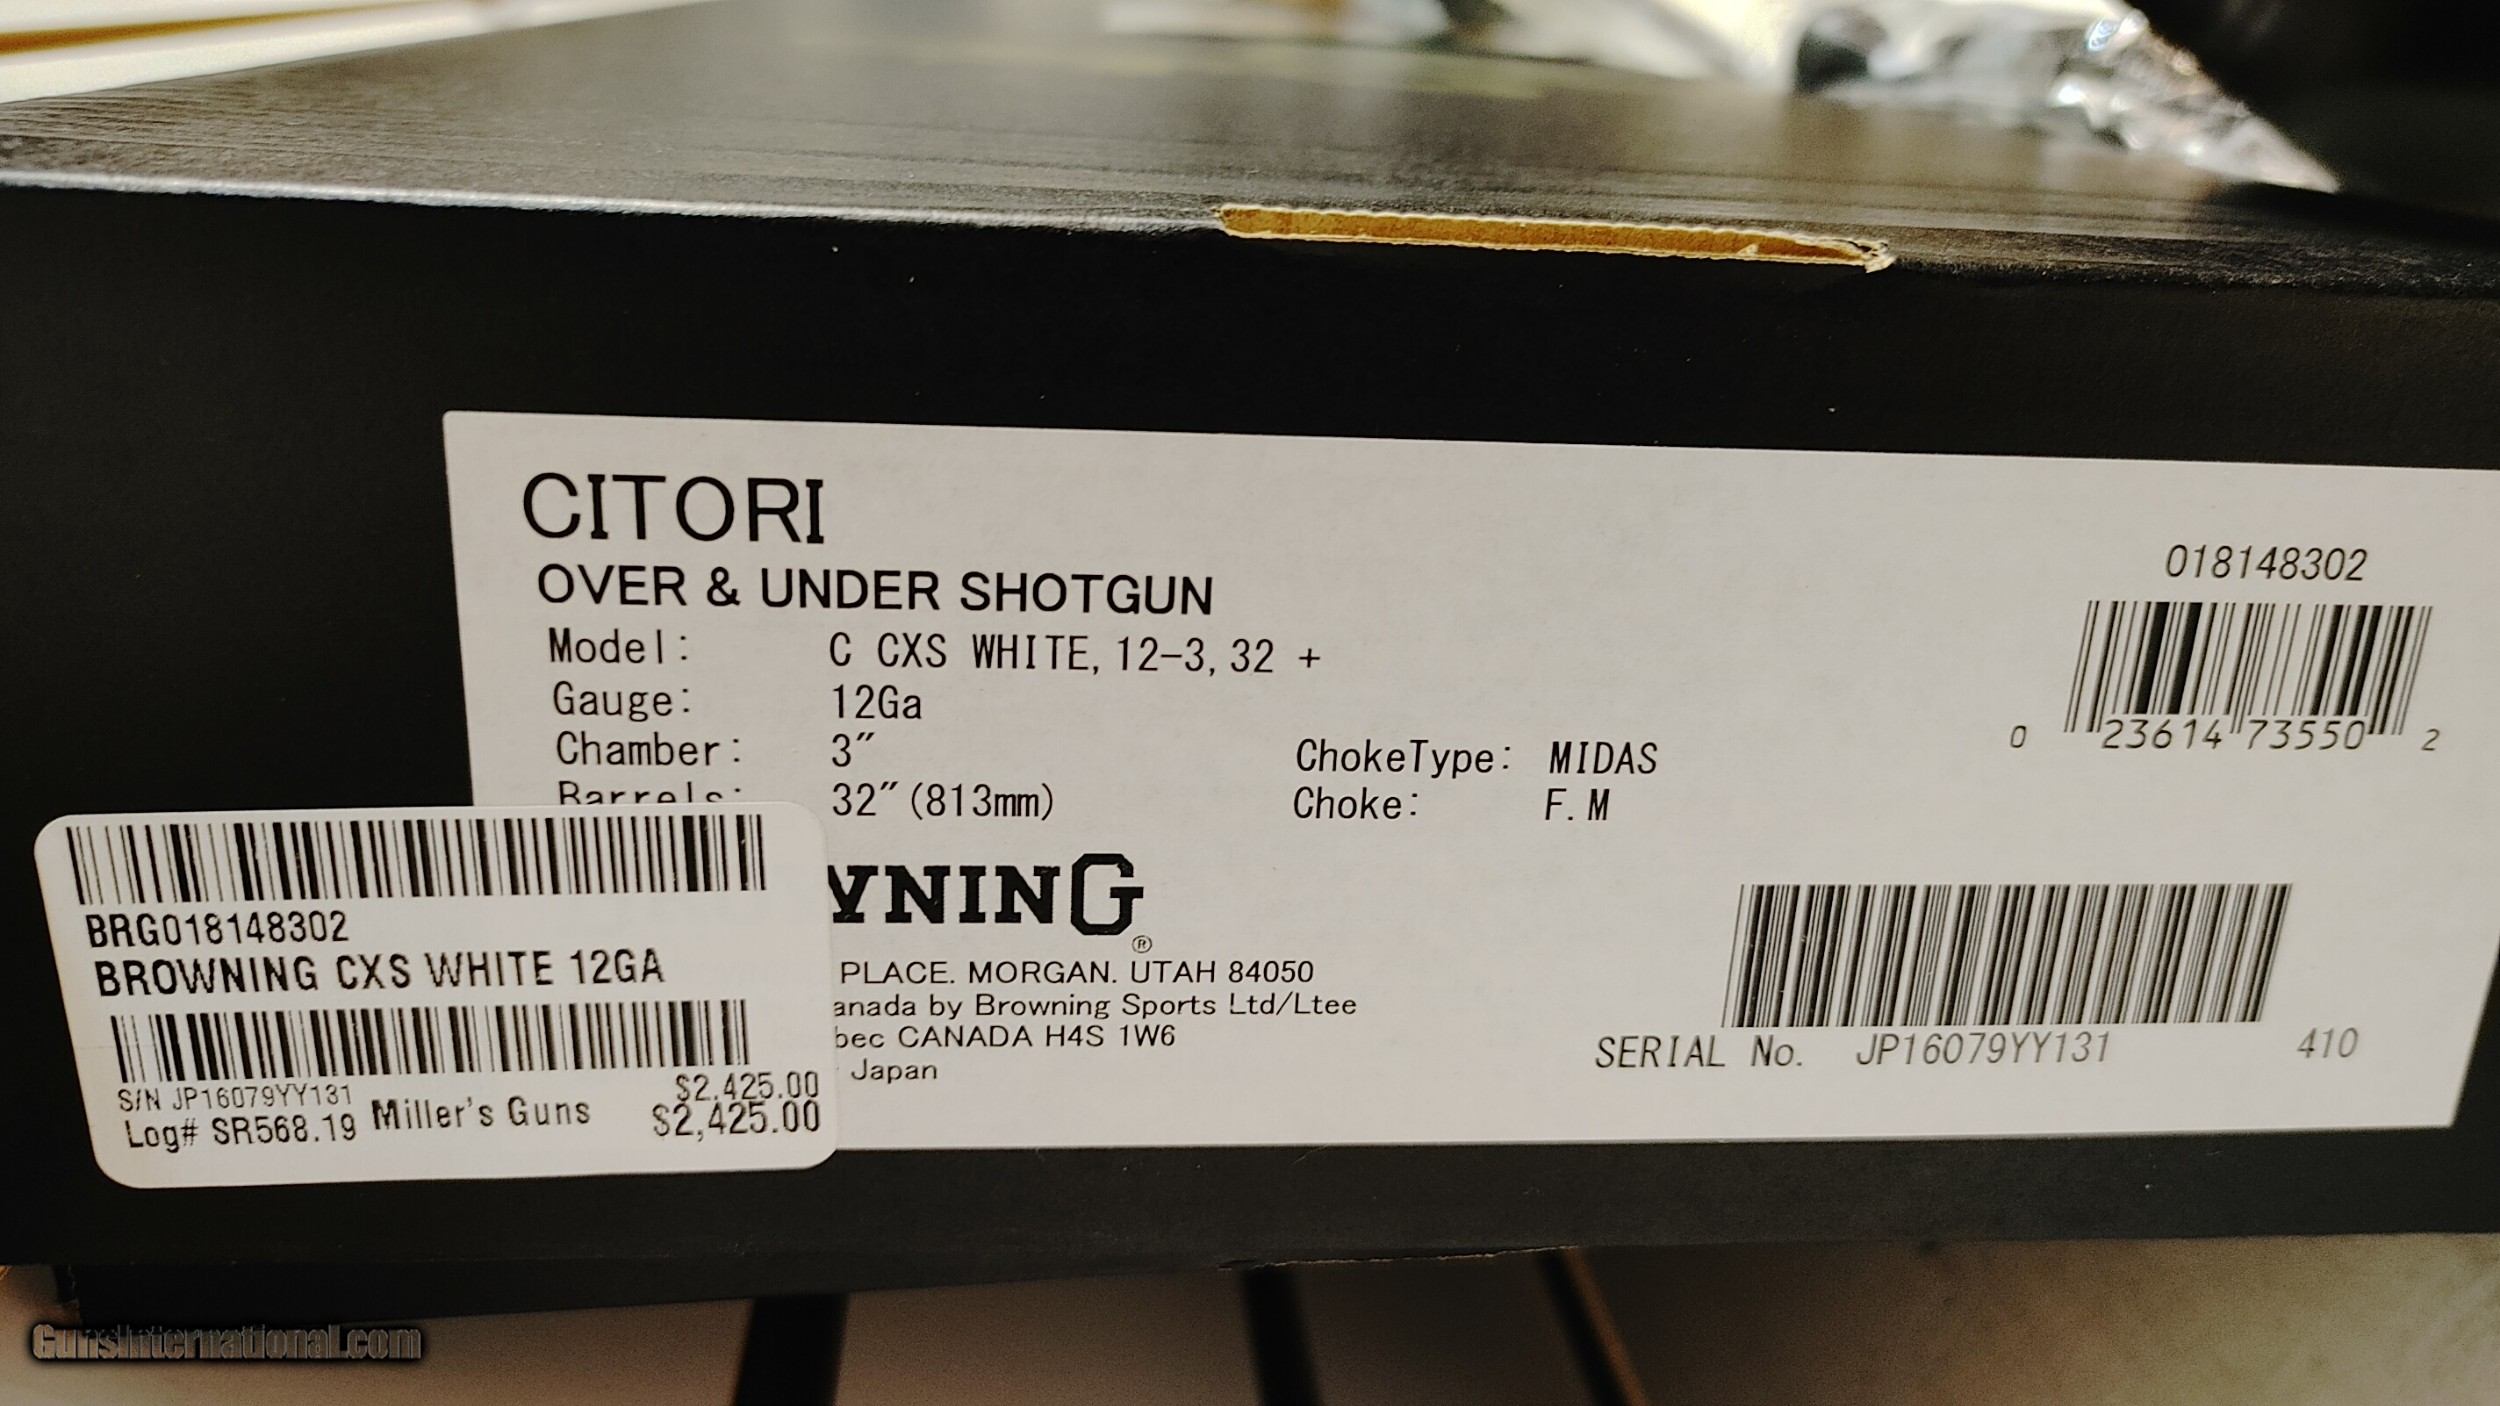 CITORI
OVER & UNDER SHOTGUN
Model: C CXS WHITE, 12-3, 32 +
Gauge: 12Ga
Chamber: 3"
Barrels: 32"(813mm)
ChokeType: MIDAS
Choke: F.M
018148302
0 23614 73550 2
WNING®
PLACE. MORGAN. UTAH 84050
anada by Browning Sports Ltd/Ltee
bec CANADA H4S 1W6
Japan
SERIAL No. JP16079YY131 410
BRG018148302
BROWNING CXS WHITE 12GA
S/N JP16079YY131 $2,425.00
Log# SR568.19 Miller's Guns $2,425.00
GunsInternational.com